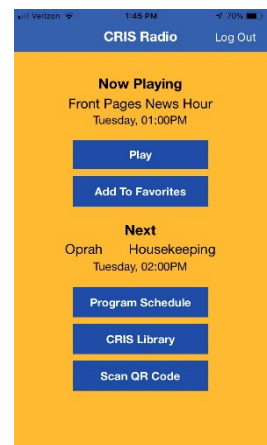 Verizon 1:45 PM 70%
CRIS Radio Log Out
Now Playing
Front Pages News Hour
Tuesday, 01:00PM
Play
Add To Favorites
Next
Oprah Housekeeping
Tuesday, 02:00PM
Program Schedule
CRIS Library
Scan QR Code